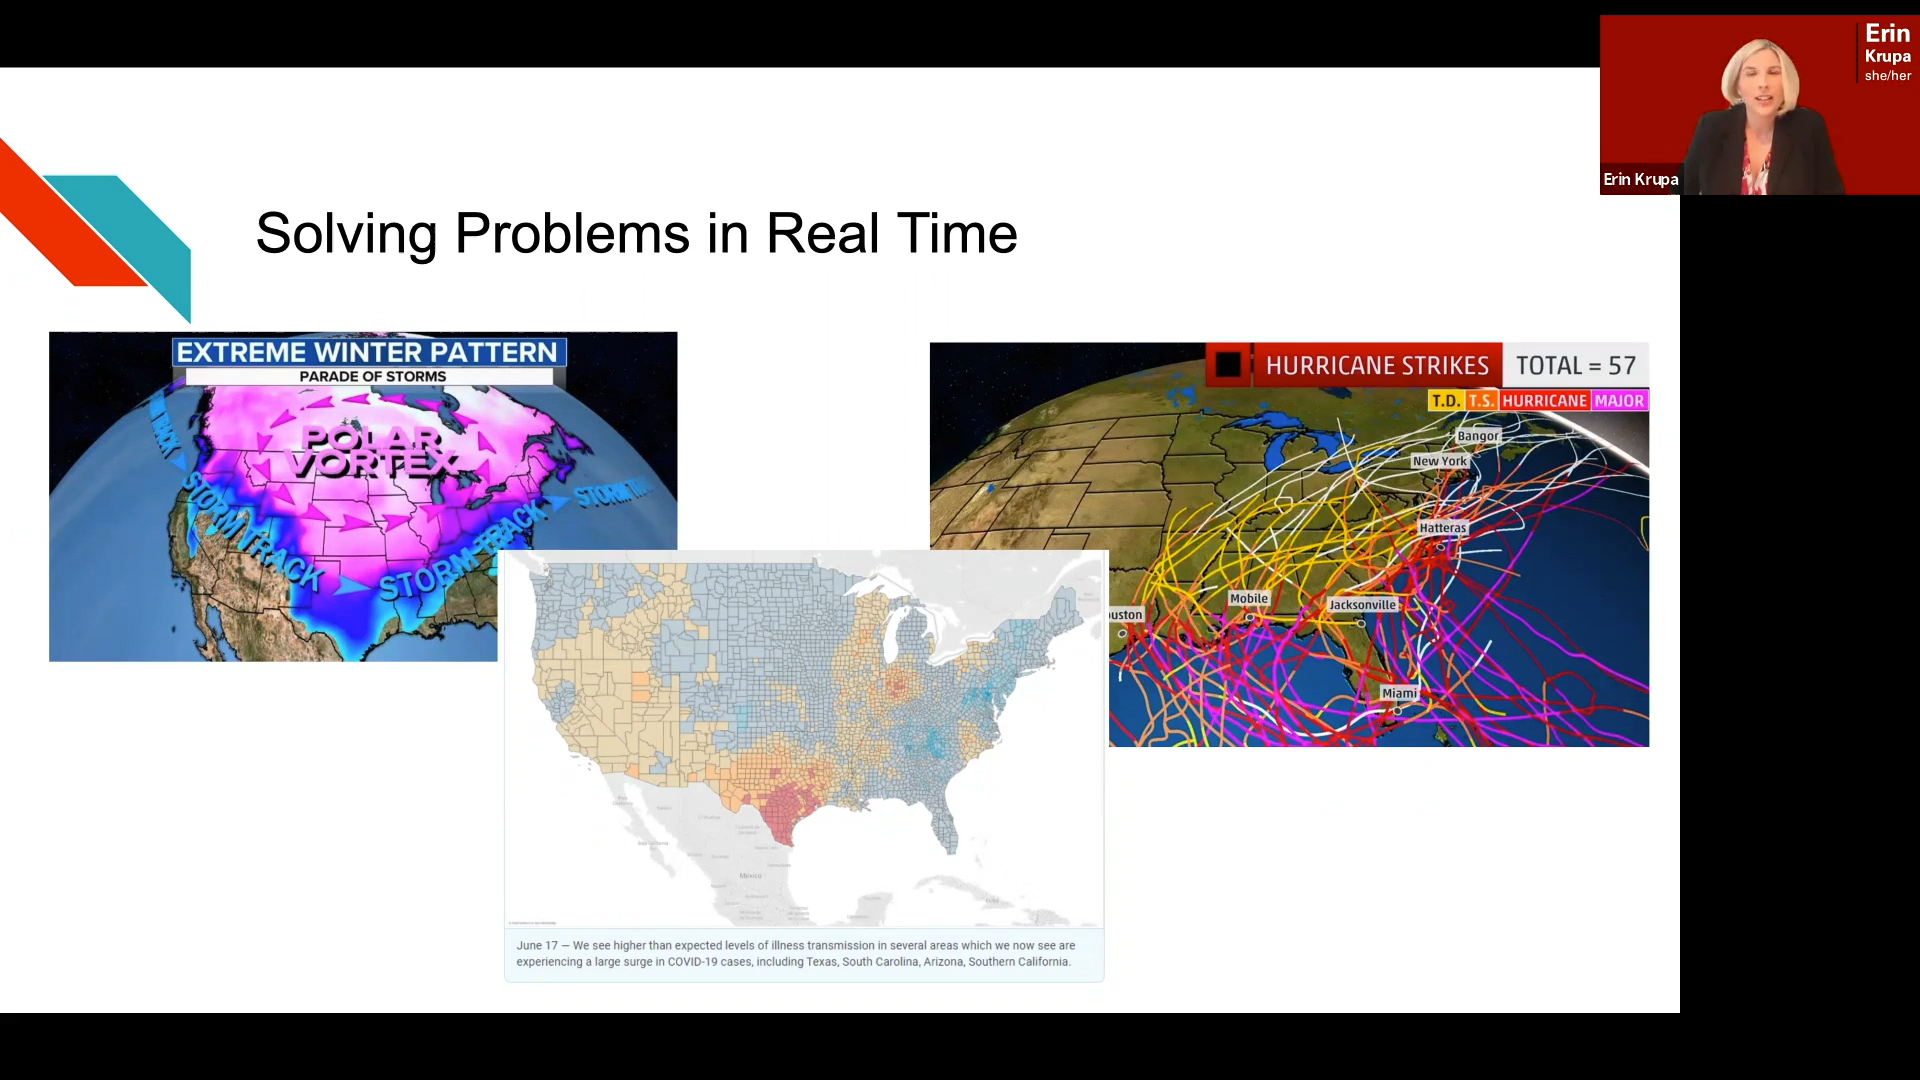 Erin
Krupa
she/her
Erin Krupa
Solving Problems in Real Time
EXTREME WINTER PATTERN
PARADE OF STORMS
POLAR
VORTEX
STORM TRACK
STORM TRACK
STORM
HURRICANE STRIKES TOTAL = 57
T.D. T.S. HURRICANE MAJOR
Bangor
New York
Hatteras
Mobile
Jacksonville
uston
Miami
Mexico
June 17 — We see higher than expected levels of illness transmission in several areas which we now see are
experiencing a large surge in COVID-19 cases, including Texas, South Carolina, Arizona, Southern California.